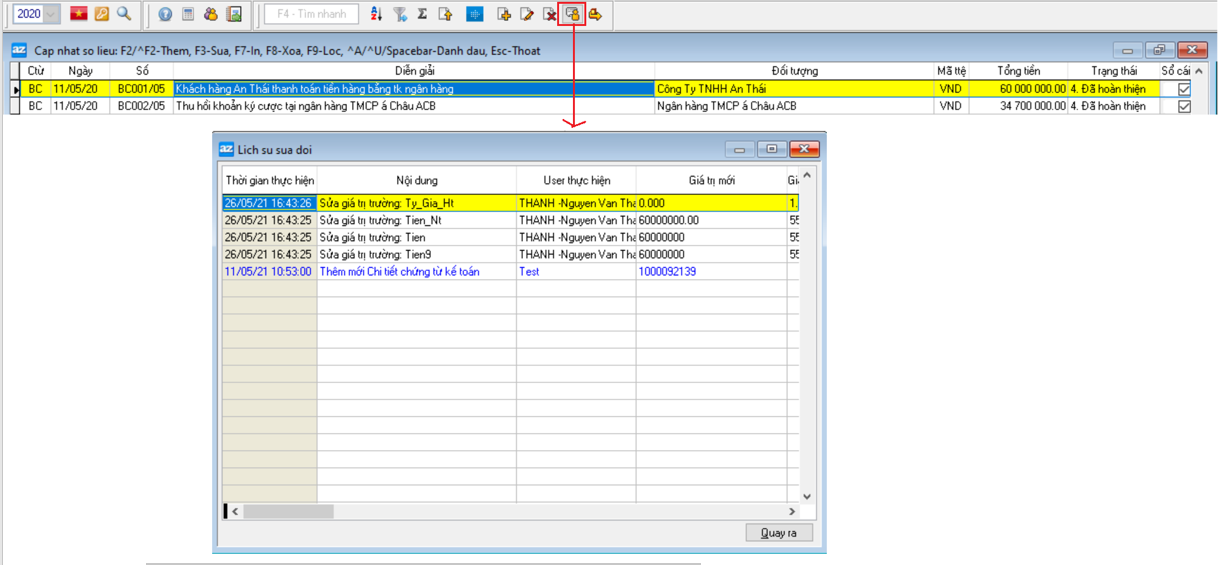 2020 F4 - Tìm nhanh
az Cap nhat so lieu: F2/^F2-Them, F3-Sua, F7-In, F8-Xoa, F9-Loc, ^A/^U/Spacebar-Danh dau, Esc-Thoat
Ctừ Ngày Số Diễn giải Đối tượng Mã ttệ Tổng tiền Trạng thái Sổ cái
BC 11/05/20 BC001/05 Khách hàng An Thái thanh toán tiền hàng bằng tk ngân hàng Công Ty TNHH An Thái VND 60 000 000.00 4. Đã hoàn thiện
BC 11/05/20 BC002/05 Thu hồi khoản ký cược tại ngân hàng TMCP á Châu ACB Ngân hàng TMCP á Châu ACB VND 34 700 000.00 4. Đã hoàn thiện
az Lich su sua doi
Thời gian thực hiện Nội dung User thực hiện Giá trị mới Gi
26/05/21 16:43:26 Sửa giá trị trường: Ty_Gia_Ht THANH -Nguyen Van Tha 0.000 1.
26/05/21 16:43:25 Sửa giá trị trường: Tien_Nt THANH -Nguyen Van Tha 60000000.00 55
26/05/21 16:43:25 Sửa giá trị trường: Tien THANH -Nguyen Van Tha 60000000 55
26/05/21 16:43:25 Sửa giá trị trường: Tien9 THANH -Nguyen Van Tha 60000000 55
11/05/21 10:53:00 Thêm mới Chi tiết chứng từ kế toán Test 1000092139
Quay ra